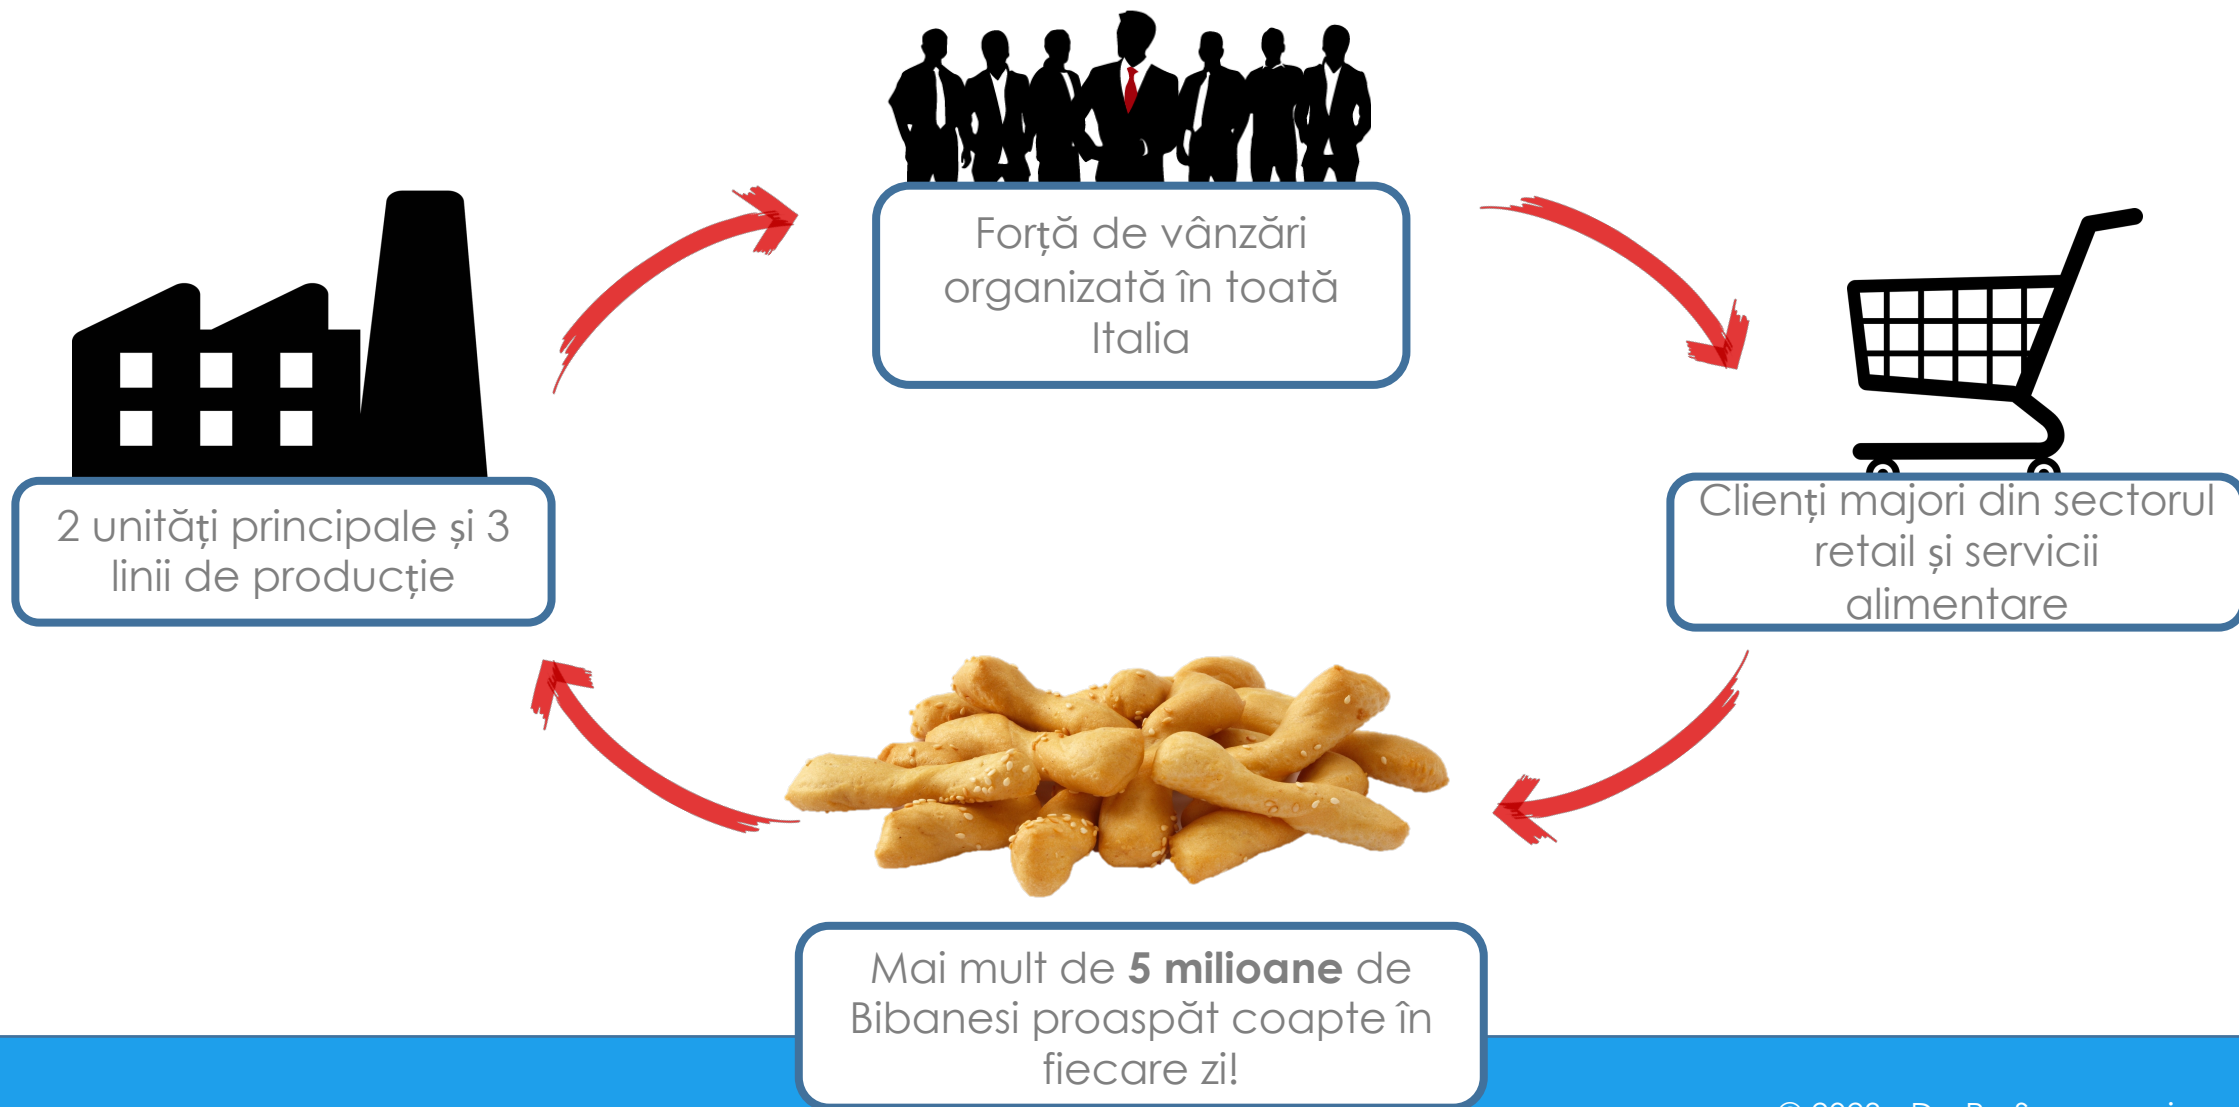 Forță de vânzări
organizată în toată
Italia
2 unități principale și 3
linii de producție
Clienți majori din sectorul
retail și servicii
alimentare
Mai mult de 5 milioane de
Bibanesi proaspăt coapte în
fiecare zi!